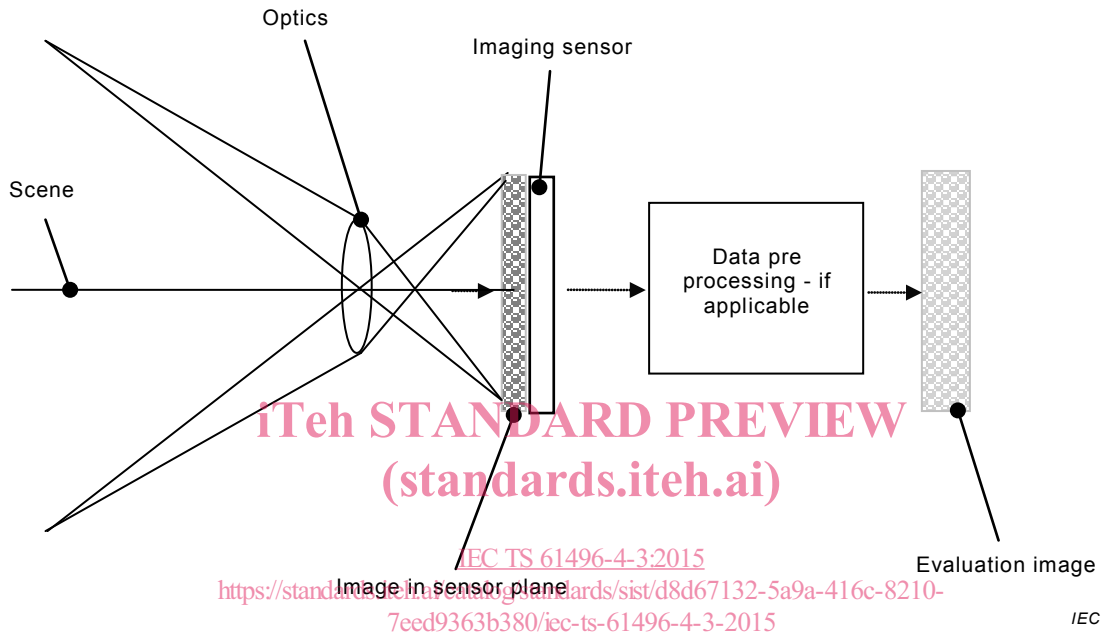 Optics
Imaging sensor
Scene
Data pre
processing - if
applicable
iTeh STANDARD PREVIEW
(standards.iteh.ai)
IEC TS 61496-4-3:2015
Evaluation image
Image in sensor plane
https://standards.iteh.ai/catalog/standards/sist/d8d67132-5a9a-416c-8210-
7eed9363b380/iec-ts-61496-4-3-2015
IEC